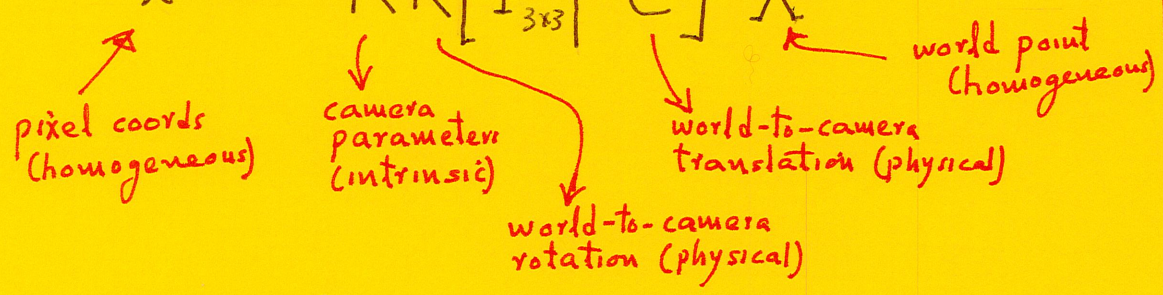 3x3
world point
(homogeneous)
pixel coords
(homogeneous)
camera
parameters
(intrinsic)
world-to-camera
translation (physical)
world-to-camera
rotation (physical)